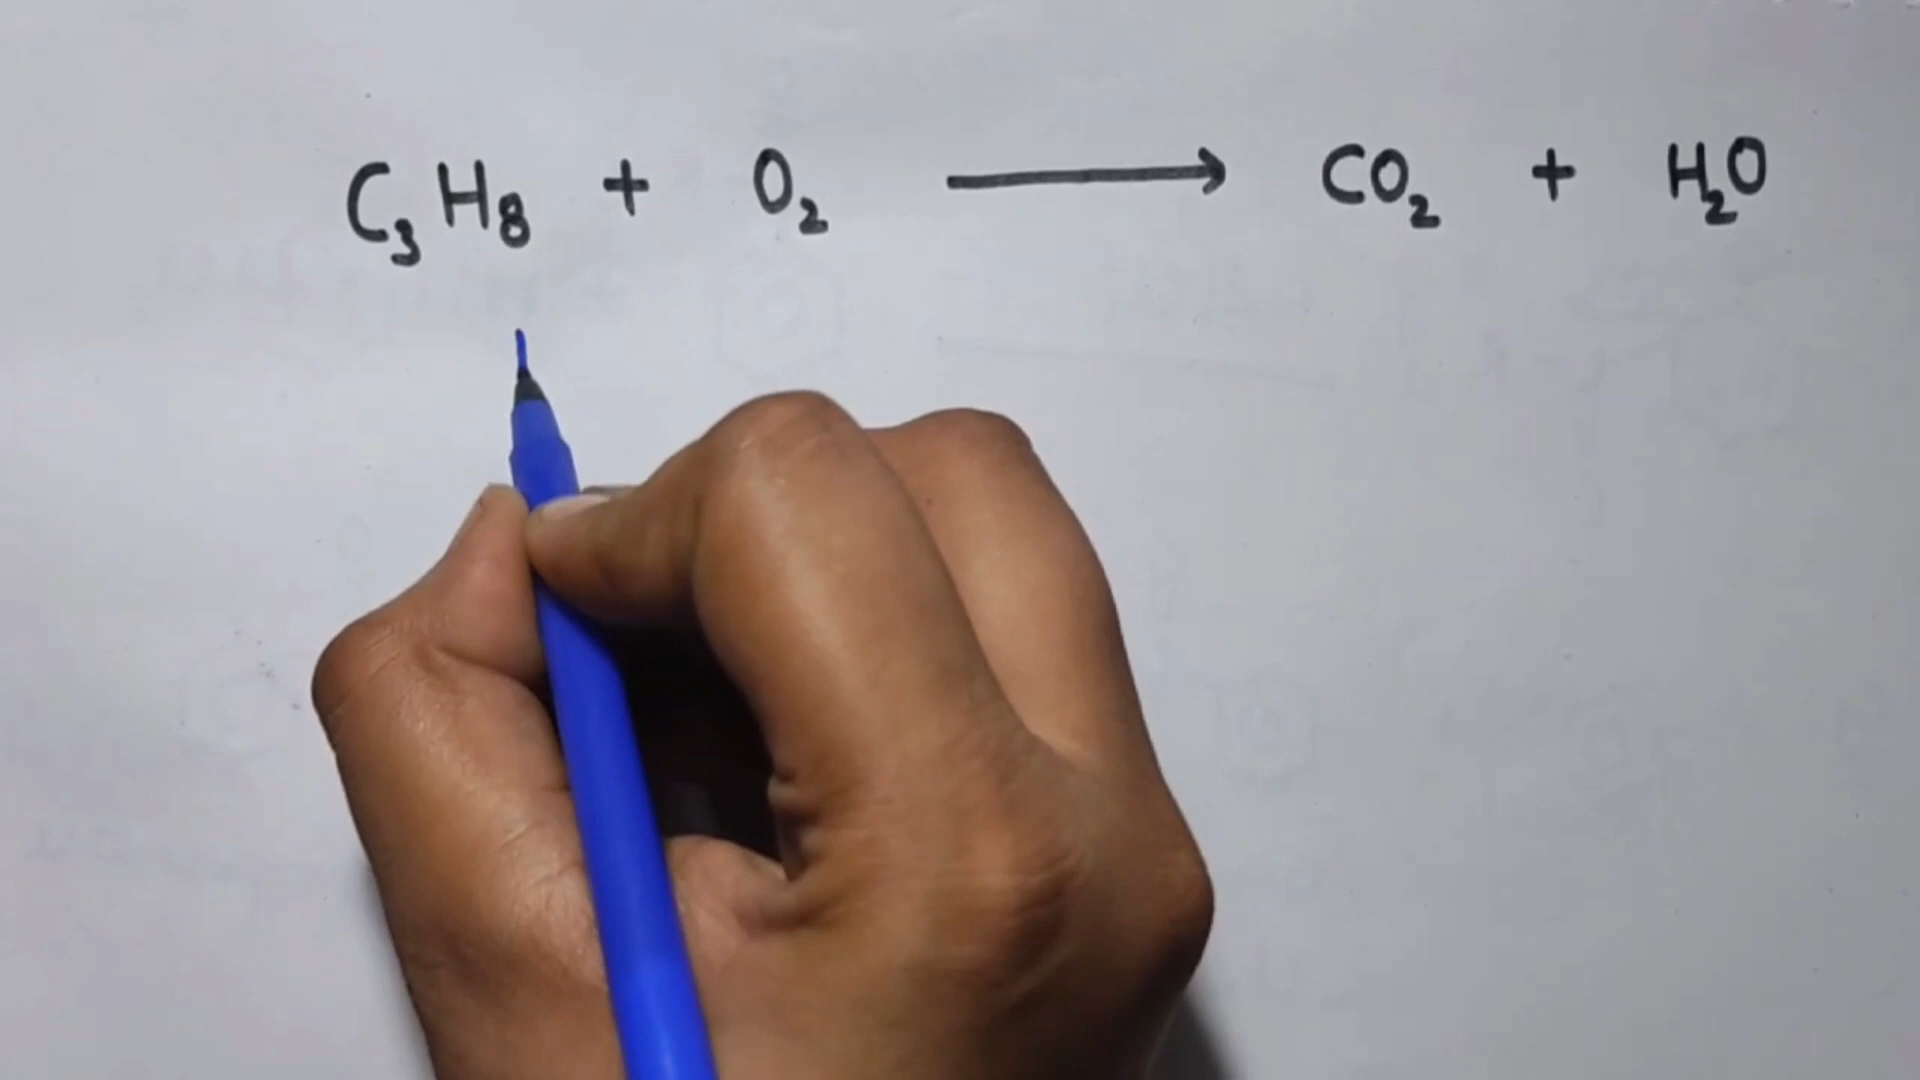 C₃H₈ + O₂ ⟶ CO₂ + H₂O